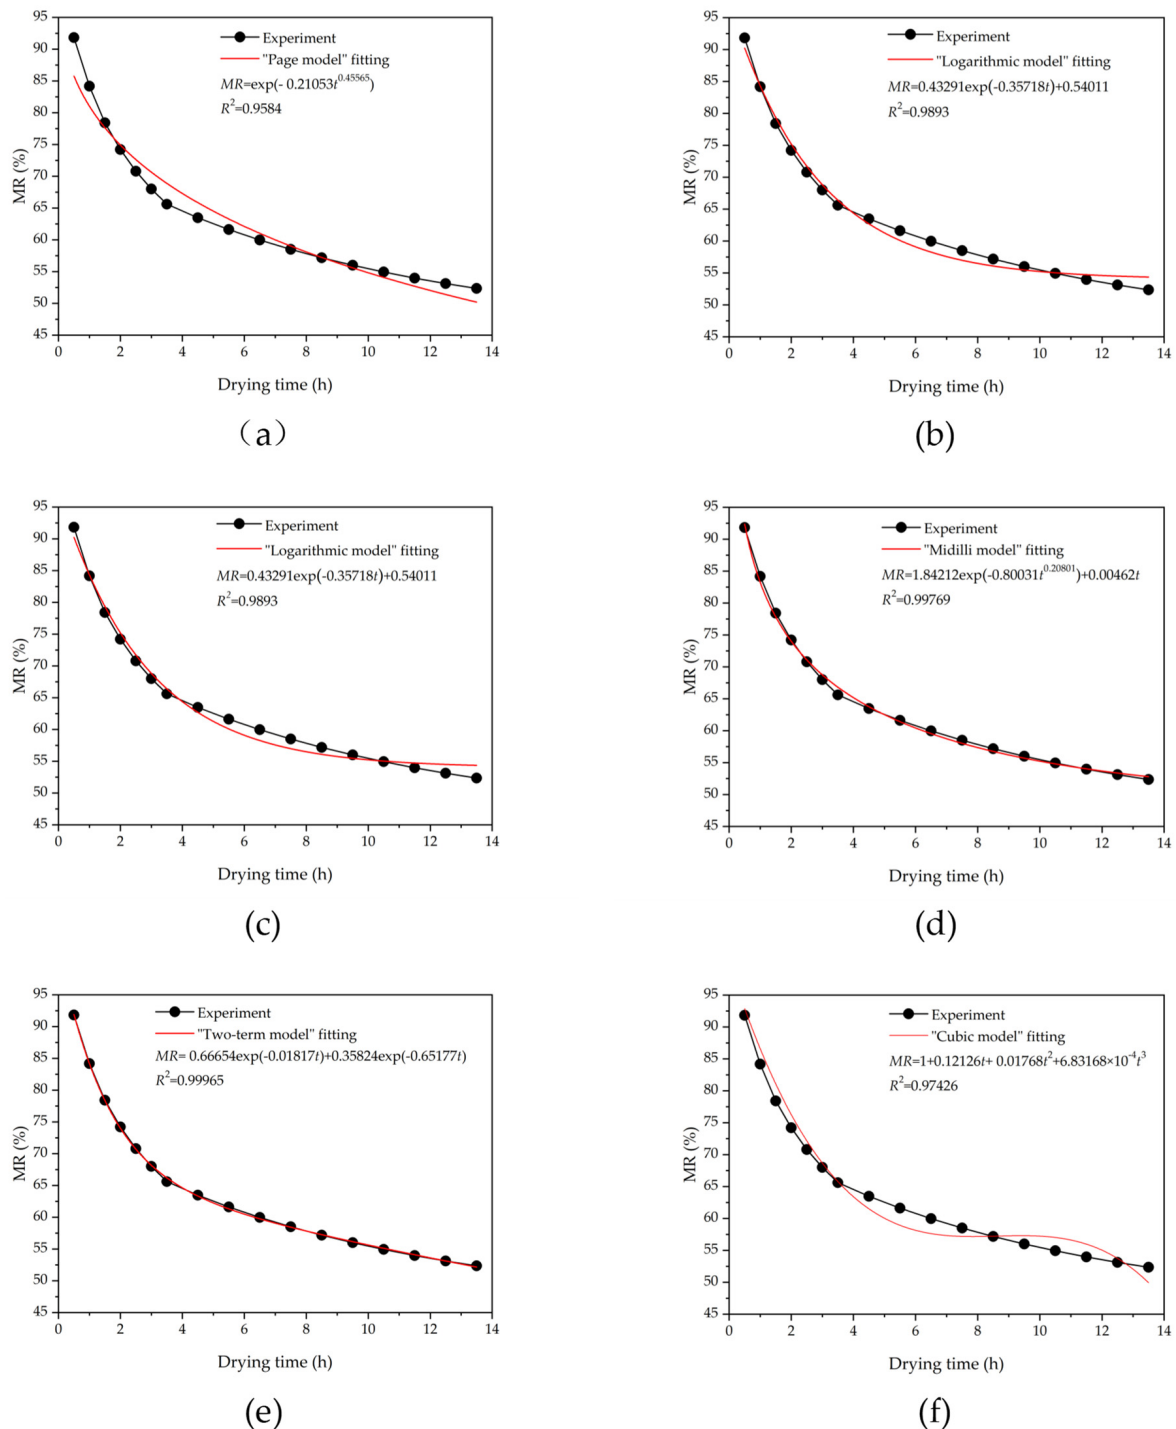 95
90
85
80
75
70
65
60
55
50
45
MR (%)
Experiment
"Page model" fitting
MR=exp(- 0.21053t^0.45565)
R^2=0.9584
0 2 4 6 8 10 12 14
Drying time (h)
（a）
95
90
85
80
75
70
65
60
55
50
45
MR (%)
Experiment
"Logarithmic model" fitting
MR=0.43291exp(-0.35718t)+0.54011
R^2=0.9893
0 2 4 6 8 10 12 14
Drying time (h)
(b)
95
90
85
80
75
70
65
60
55
50
45
MR (%)
Experiment
"Logarithmic model" fitting
MR=0.43291exp(-0.35718t)+0.54011
R^2=0.9893
0 2 4 6 8 10 12 14
Drying time (h)
(c)
95
90
85
80
75
70
65
60
55
50
45
MR (%)
Experiment
"Midilli model" fitting
MR=1.84212exp(-0.80031t^0.20801)+0.00462t
R^2=0.99769
0 2 4 6 8 10 12 14
Drying time (h)
(d)
95
90
85
80
75
70
65
60
55
50
45
MR (%)
Experiment
"Two-term model" fitting
MR= 0.66654exp(-0.01817t)+0.35824exp(-0.65177t)
R^2=0.99965
0 2 4 6 8 10 12 14
Drying time (h)
(e)
95
90
85
80
75
70
65
60
55
50
45
MR (%)
Experiment
"Cubic model" fitting
MR=1+0.12126t+ 0.01768t^2+6.83168×10^-4t^3
R^2=0.97426
0 2 4 6 8 10 12 14
Drying time (h)
(f)